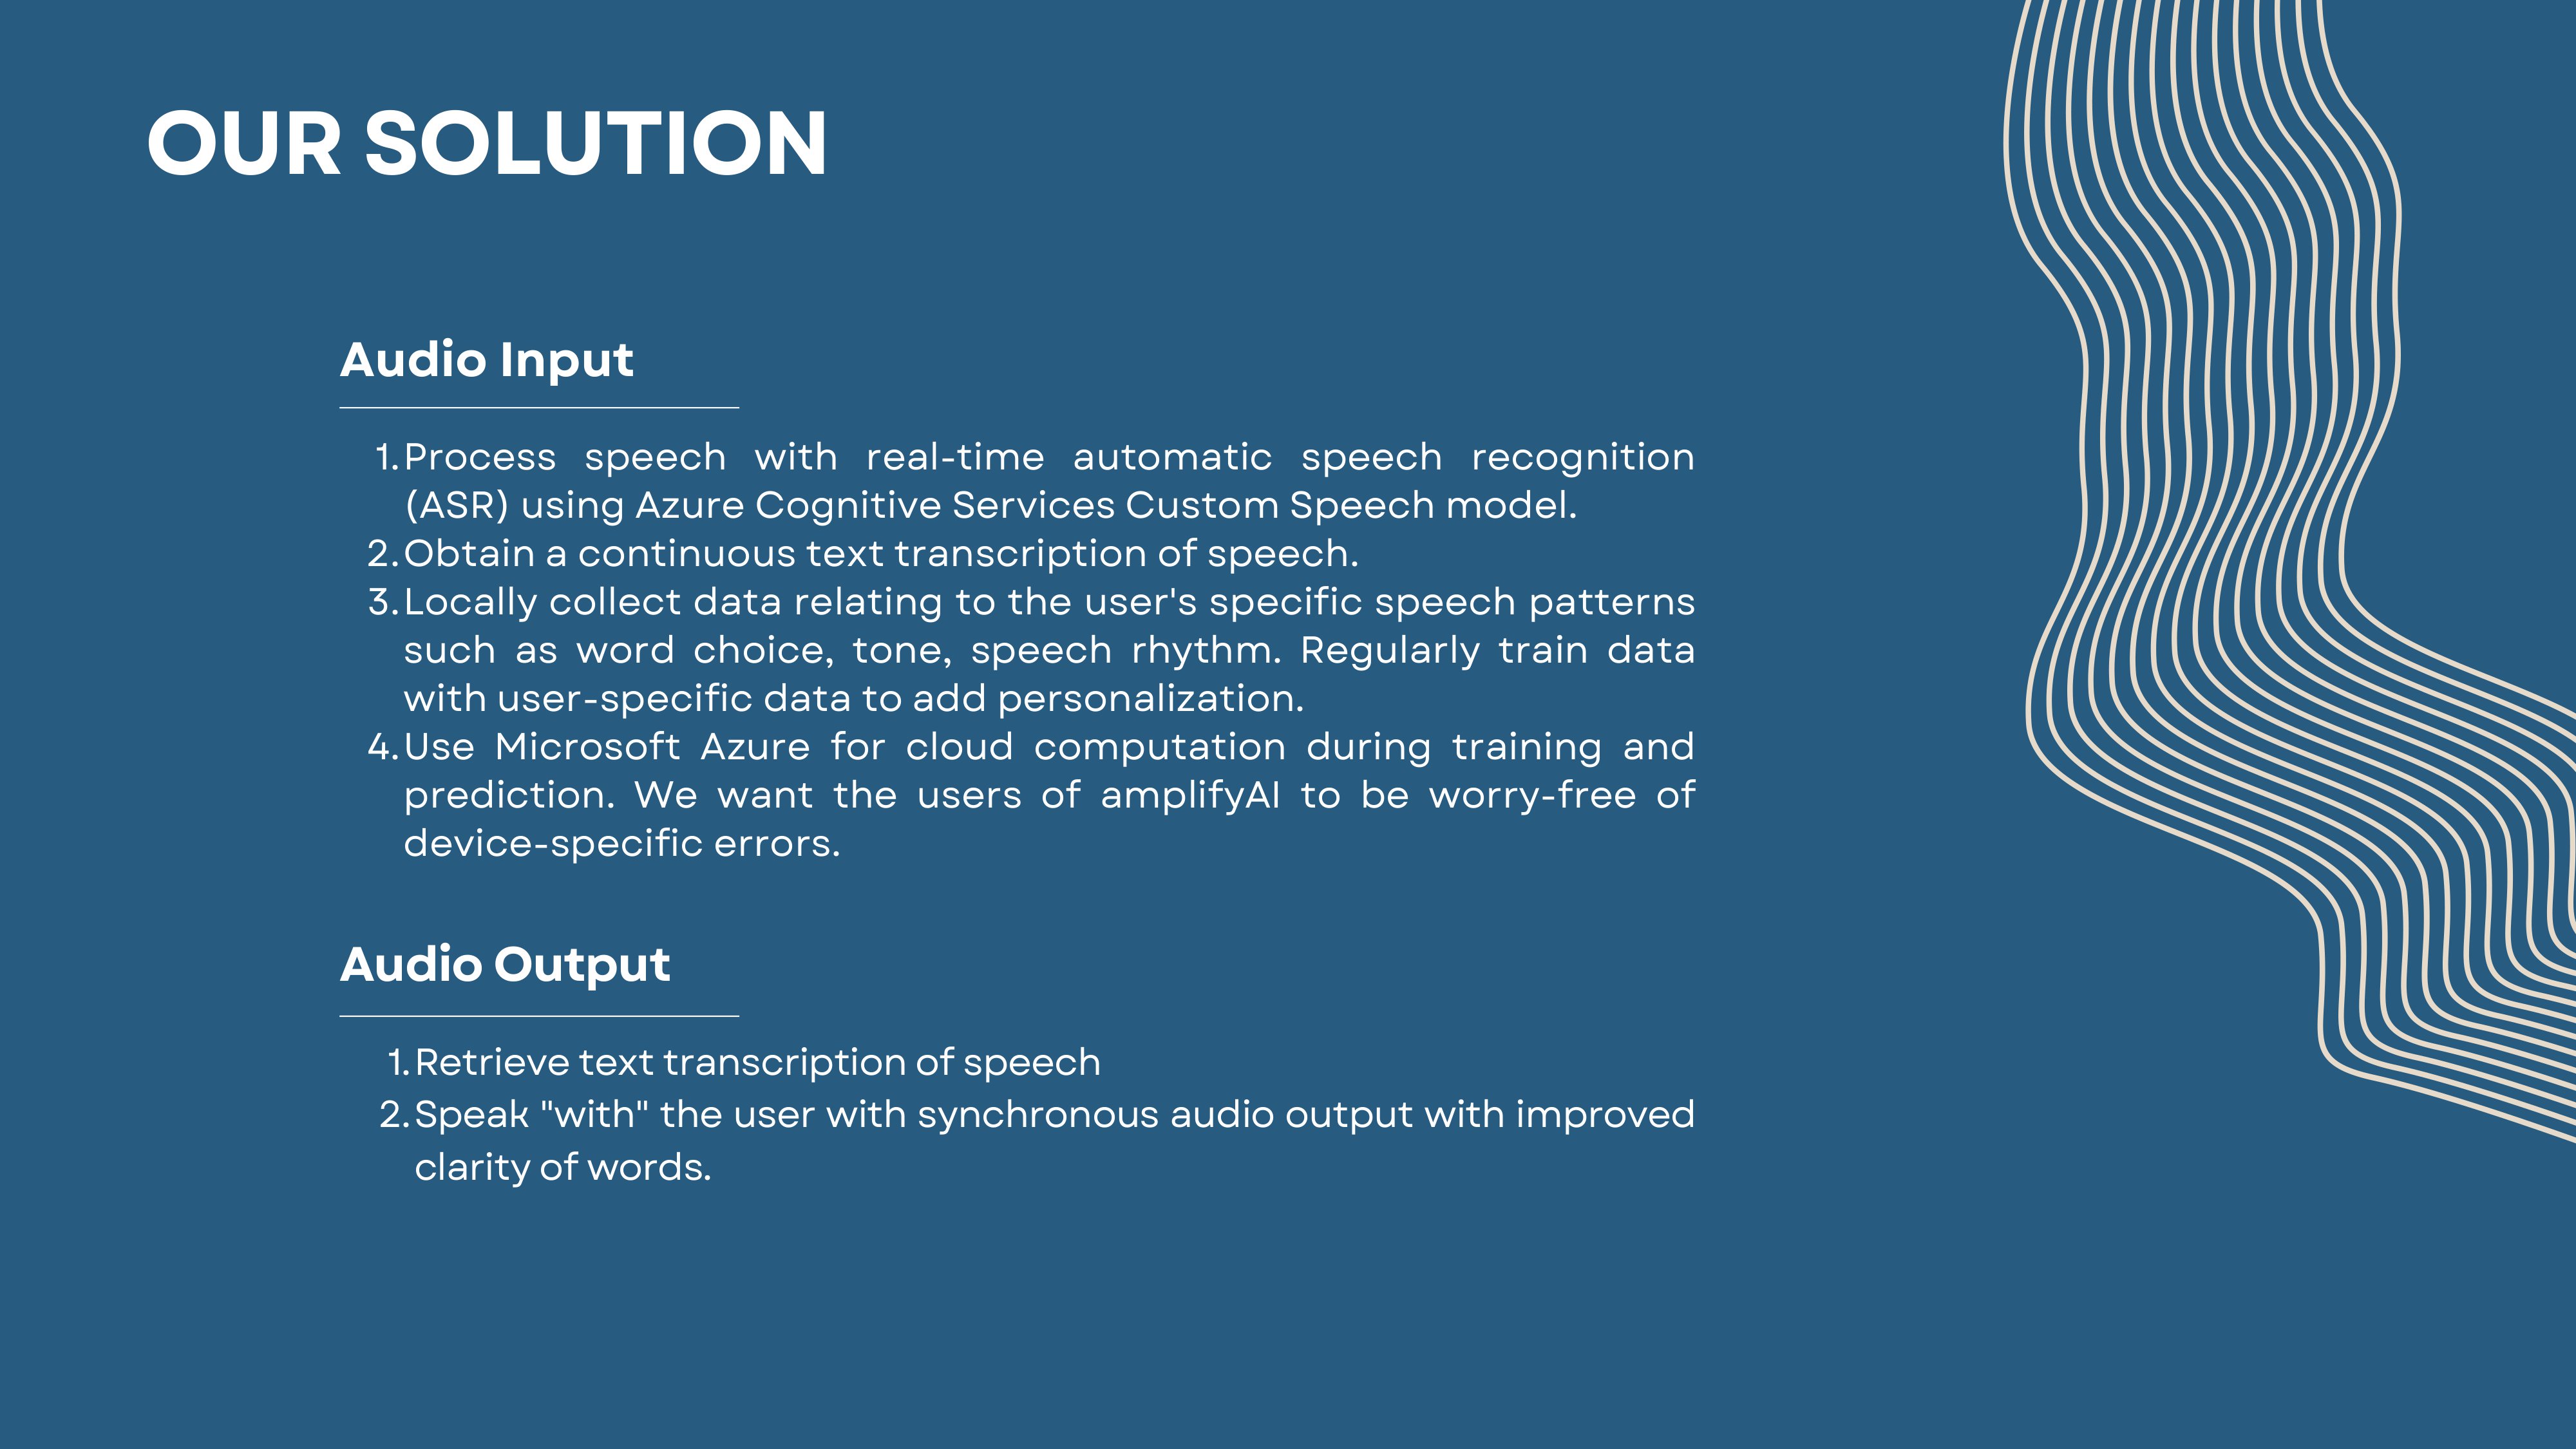 OUR SOLUTION
Audio Input
1. Process speech with real-time automatic speech recognition
(ASR) using Azure Cognitive Services Custom Speech model.
2. Obtain a continuous text transcription of speech.
3. Locally collect data relating to the user's specific speech patterns
such as word choice, tone, speech rhythm. Regularly train data
with user-specific data to add personalization.
4. Use Microsoft Azure for cloud computation during training and
prediction. We want the users of amplifyAI to be worry-free of
device-specific errors.
Audio Output
1. Retrieve text transcription of speech
2. Speak "with" the user with synchronous audio output with improved
clarity of words.